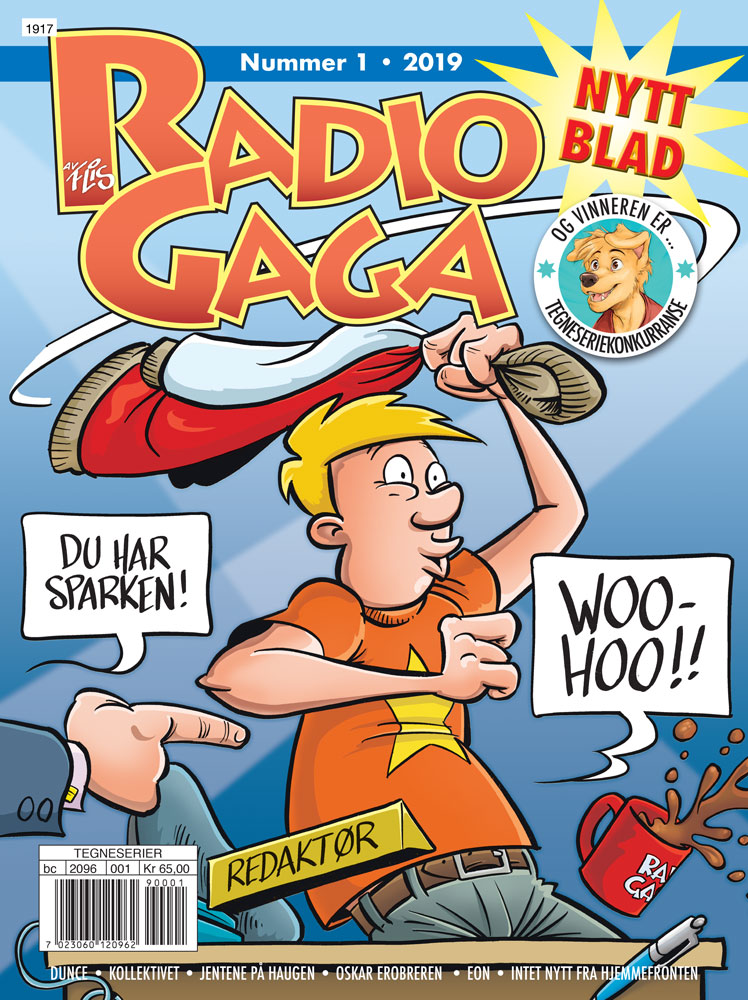 1917
Nummer 1 • 2019
RADIO
GAGA
AV FLIS
NYTT
BLAD
OG VINNEREN ER...
TEGNESERIEKONKURRANSE
DU HAR
SPARKEN!
WOO-
HOO!!
REDAKTØR
RA
GA
TEGNESERIER
bc 2096 001 Kr 65,00
90001
7 023060 120962
DUNCE • KOLLEKTIVET • JENTENE PÅ HAUGEN • OSKAR EROBREREN • EON • INTET NYTT FRA HJEMMEFRONTEN